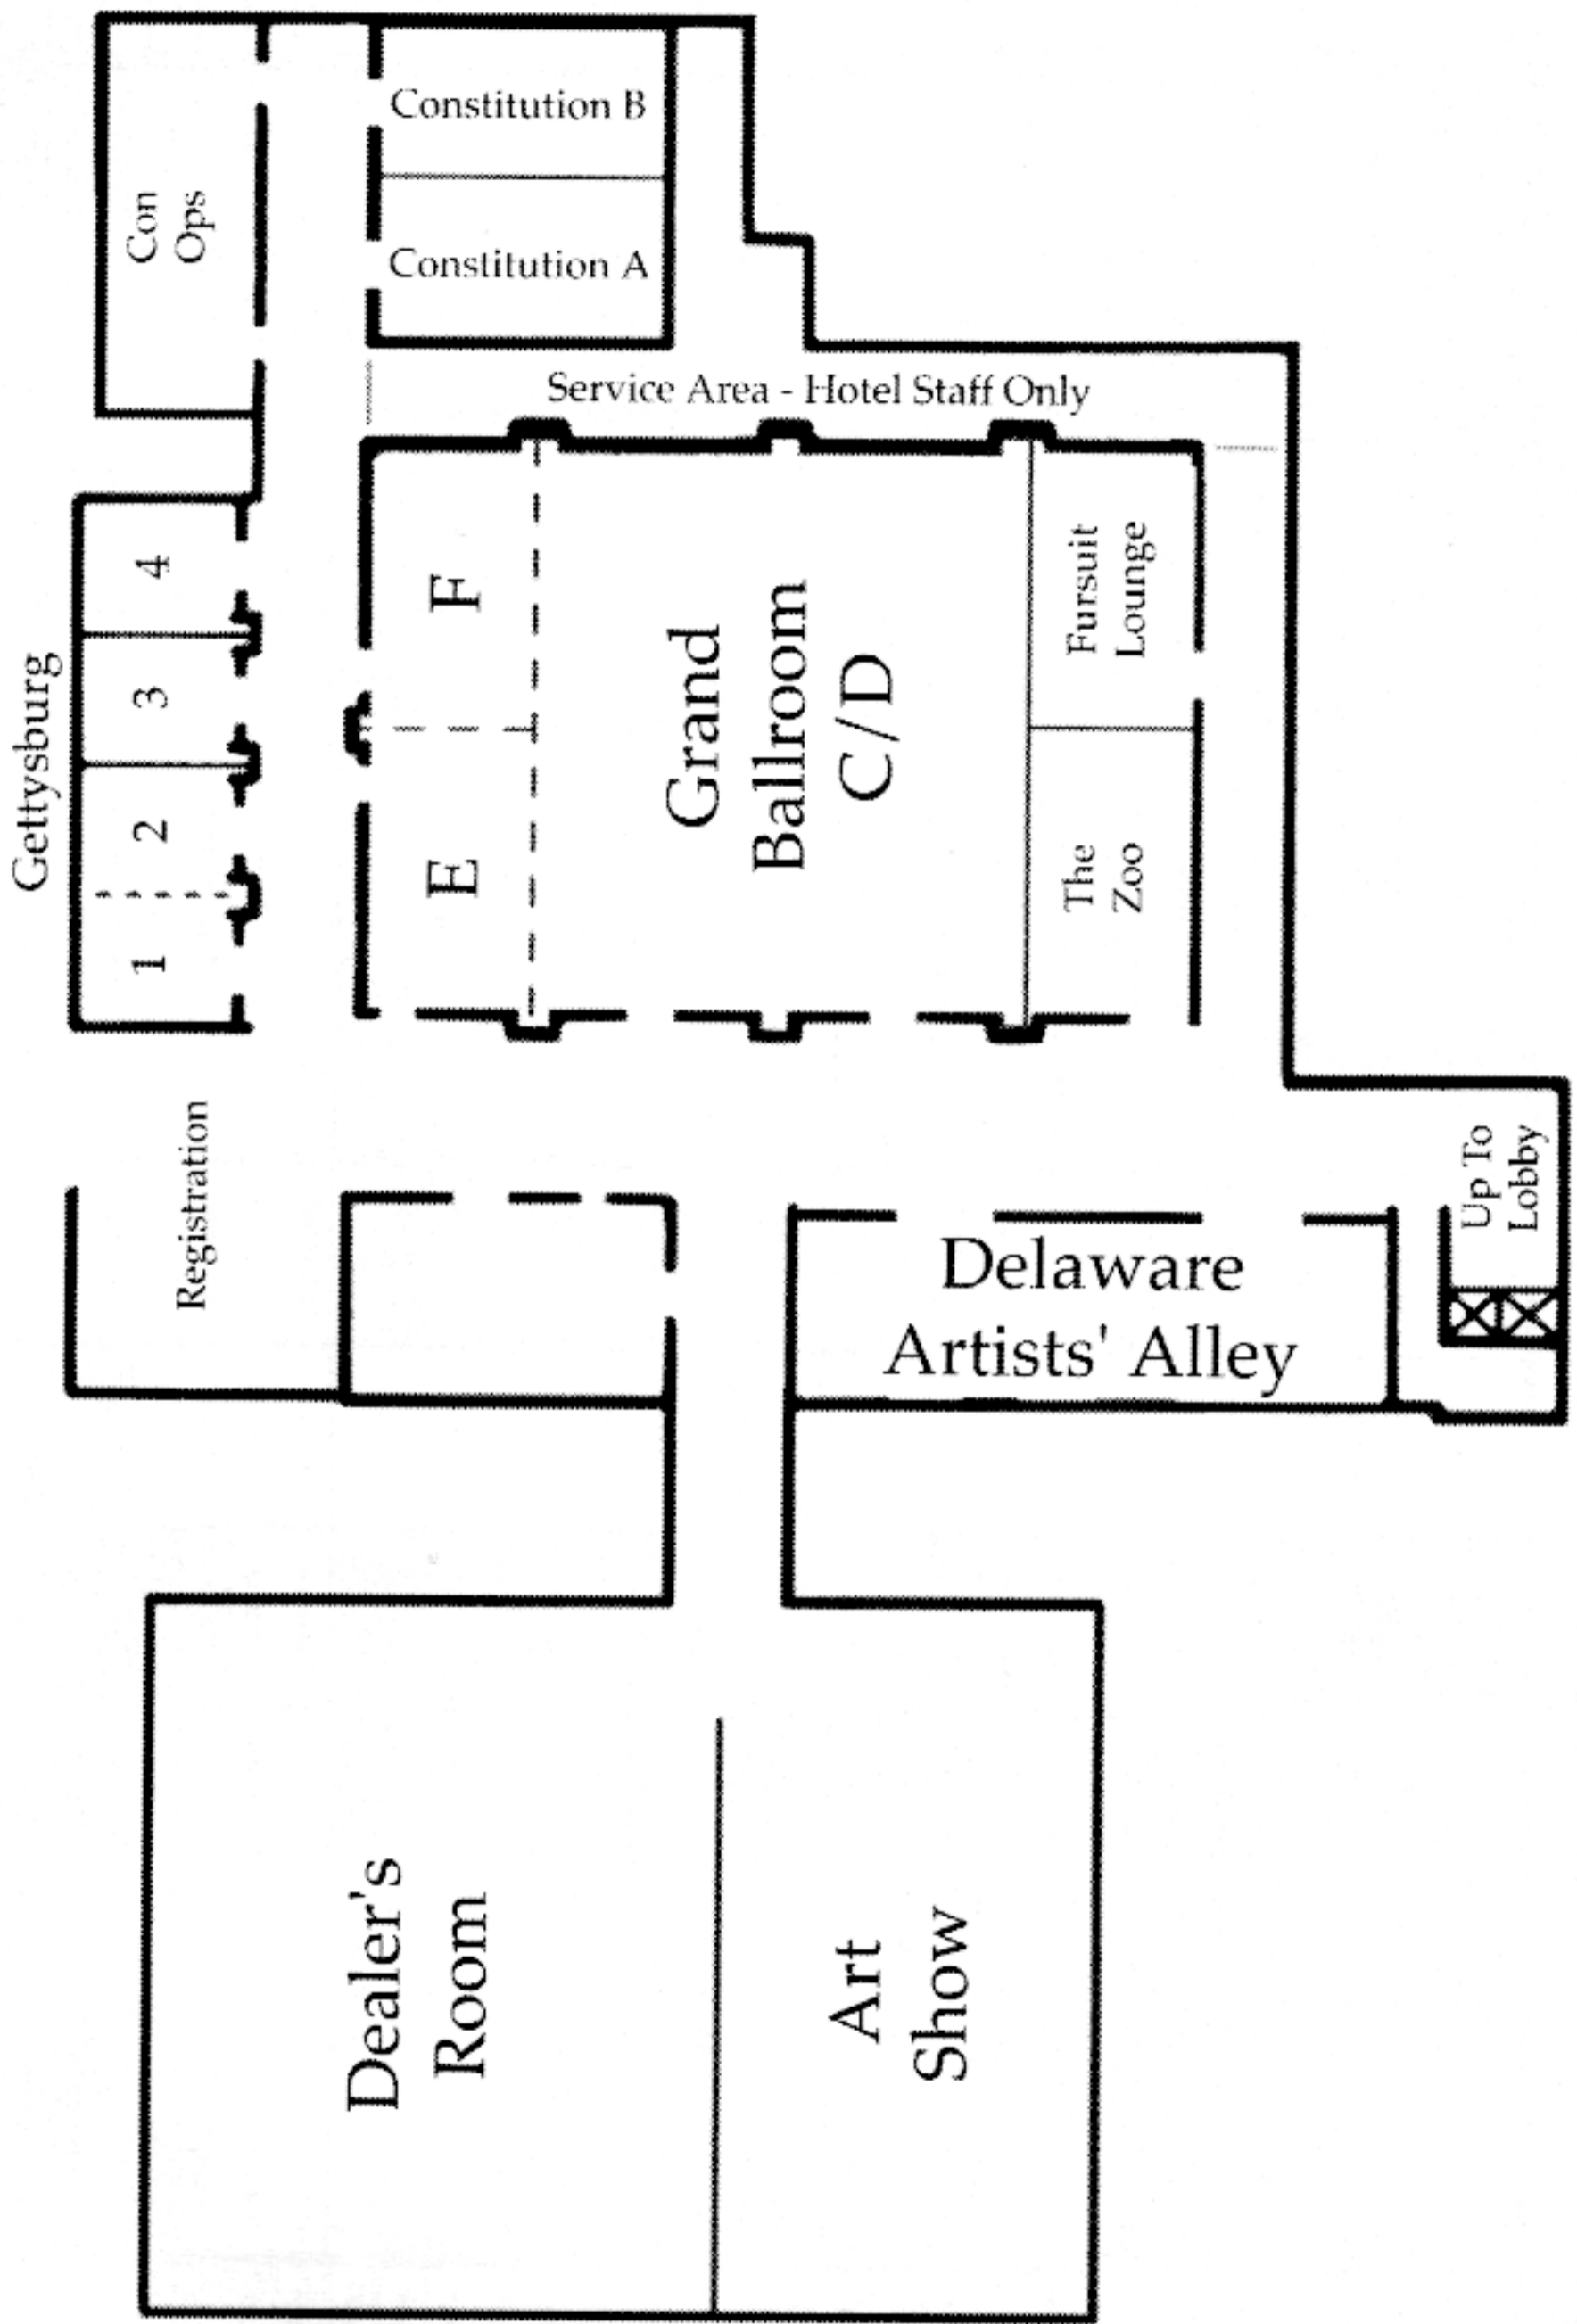 Constitution B
Con
Ops
Constitution A
Service Area - Hotel Staff Only
Gettysburg
4
3
2
1
F
E
Grand
Ballroom
C/D
Fursuit
Lounge
The
Zoo
Registration
Up To
Lobby
Delaware
Artists' Alley
Dealer's
Room
Art
Show